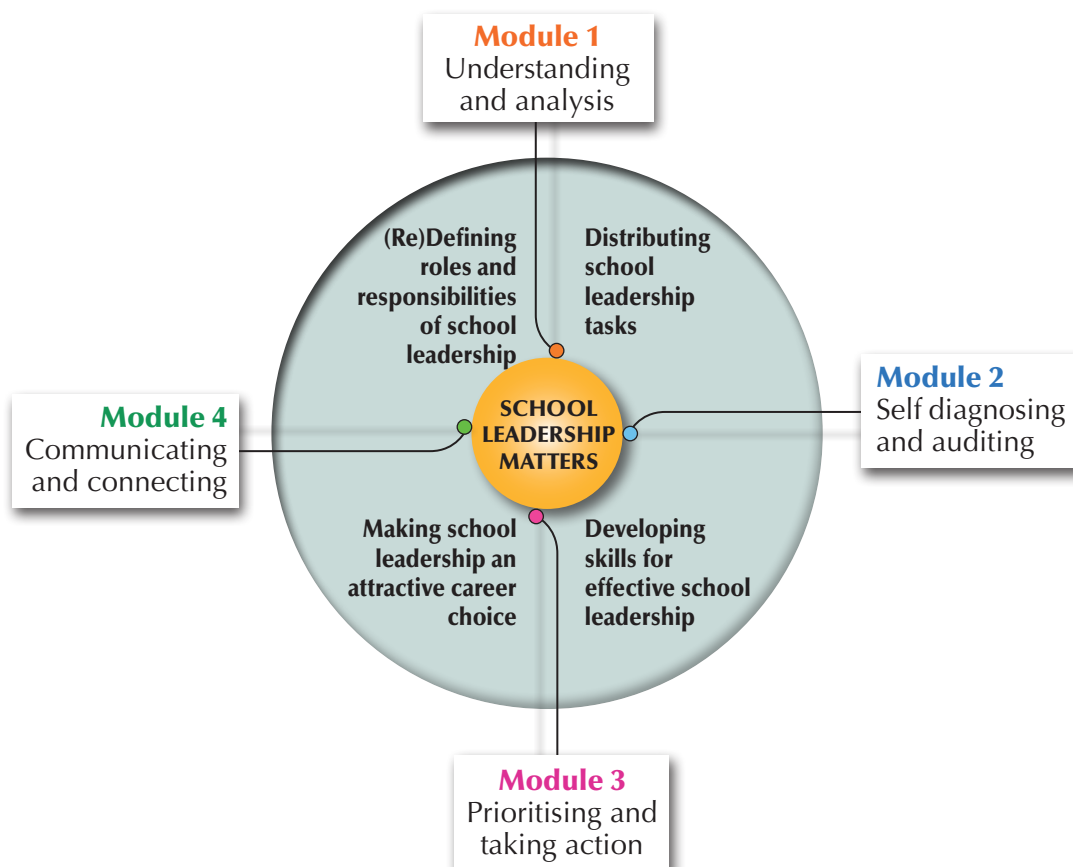 Module 1
Understanding
and analysis
(Re)Defining
roles and
responsibilities
of school
leadership
Distributing
school
leadership
tasks
Module 2
Self diagnosing
and auditing
Module 4
Communicating
and connecting
SCHOOL
LEADERSHIP
MATTERS
Making school
leadership an
attractive career
choice
Developing
skills for
effective school
leadership
Module 3
Prioritising and
taking action